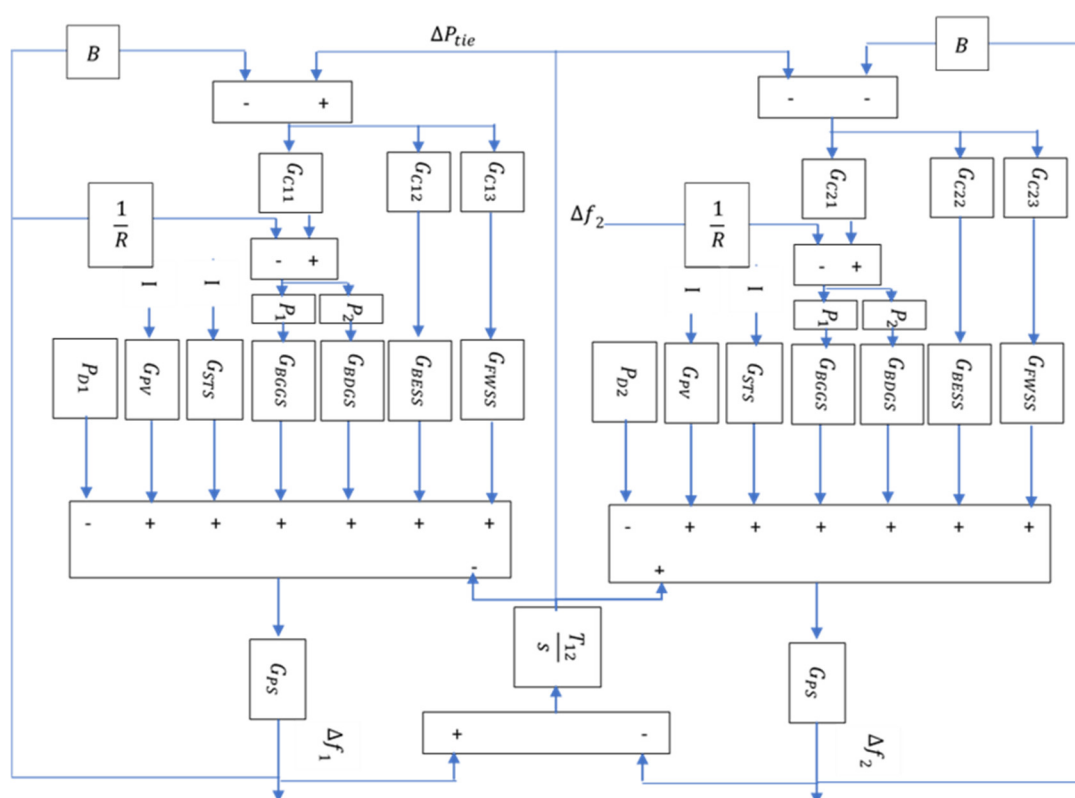 B
ΔP_tie
B
- +
- -
G_C11
G_C12
G_C13
G_C21
G_C22
G_C23
1/R
Δf_2
1/R
- +
- +
I
I
I
I
P_1
P_2
P_1
P_2
P_D1
G_PV
G_STS
G_BGGS
G_BDGS
G_BESS
G_FWSS
P_D2
G_PV
G_STS
G_BGGS
G_BDGS
G_BESS
G_FWSS
- + + + + + +
-
- + + + + + +
+
T_12/s
G_PS
G_PS
Δf_1
+ -
Δf_2